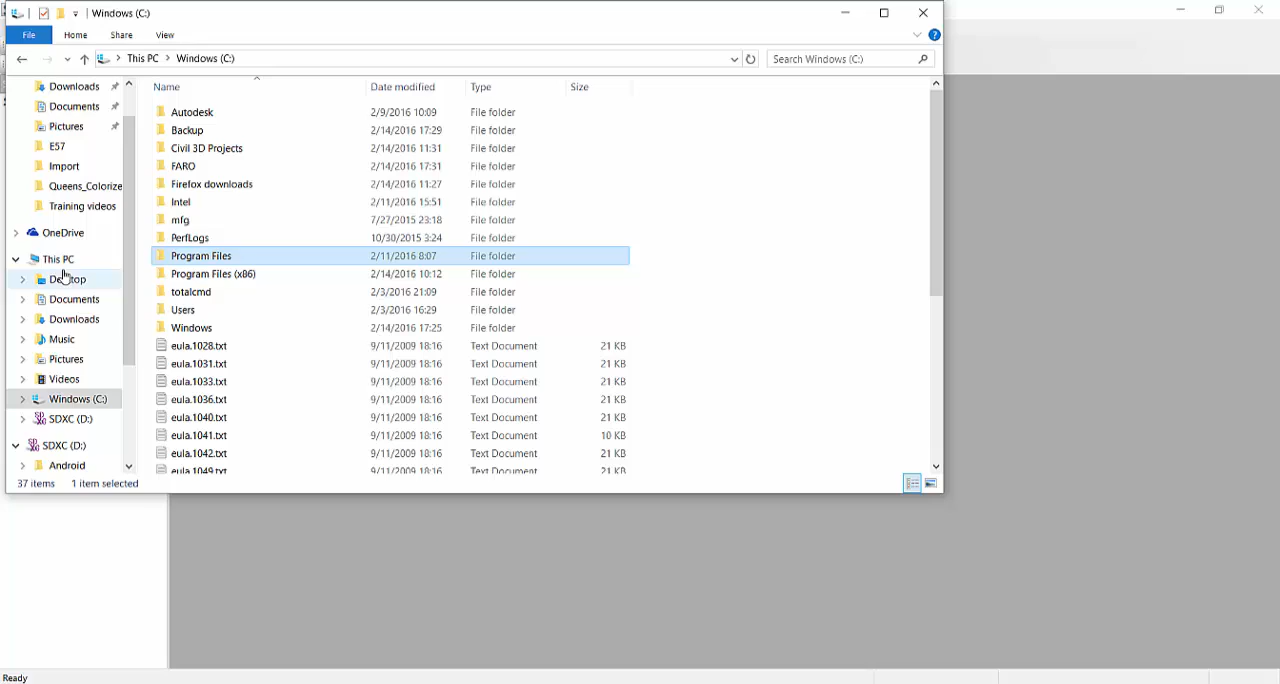 Windows (C:)
File Home Share View
This PC Windows (C:) Search Windows (C:)
Name Date modified Type Size
Downloads
Documents
Pictures
E57
Import
Queens_Colorize
Training videos
OneDrive
This PC
Desktop
Documents
Downloads
Music
Pictures
Videos
Windows (C:)
SDXC (D:)
SDXC (D:)
Android
Autodesk 2/9/2016 10:09 File folder
Backup 2/14/2016 17:29 File folder
Civil 3D Projects 2/14/2016 11:31 File folder
FARO 2/14/2016 17:31 File folder
Firefox downloads 2/14/2016 11:27 File folder
Intel 2/11/2016 15:51 File folder
mfg 7/27/2015 23:18 File folder
PerfLogs 10/30/2015 3:24 File folder
Program Files 2/11/2016 8:07 File folder
Program Files (x86) 2/14/2016 10:12 File folder
totalcmd 2/3/2016 21:09 File folder
Users 2/3/2016 16:29 File folder
Windows 2/14/2016 17:25 File folder
eula.1028.txt 9/11/2009 18:16 Text Document 21 KB
eula.1031.txt 9/11/2009 18:16 Text Document 21 KB
eula.1033.txt 9/11/2009 18:16 Text Document 21 KB
eula.1036.txt 9/11/2009 18:16 Text Document 21 KB
eula.1040.txt 9/11/2009 18:16 Text Document 21 KB
eula.1041.txt 9/11/2009 18:16 Text Document 10 KB
eula.1042.txt 9/11/2009 18:16 Text Document 21 KB
eula.1049.txt 9/11/2009 18:16 Text Document 21 KB
37 items 1 item selected
Ready